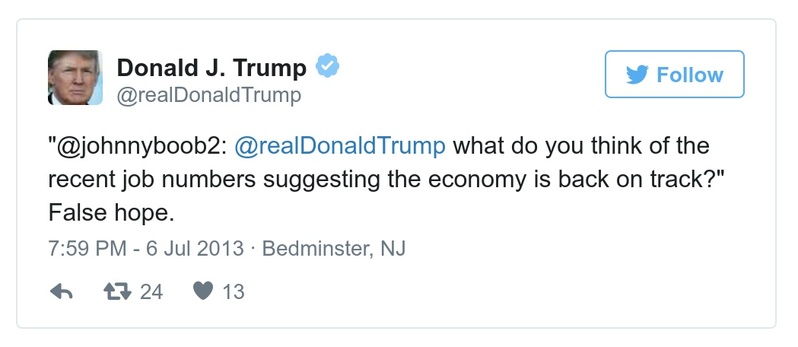 Donald J. Trump
Follow
@realDonaldTrump
"@johnnyboob2: @realDonaldTrump what do you think of the
recent job numbers suggesting the economy is back on track?"
False hope.
7:59 PM - 6 Jul 2013 · Bedminster, NJ
24 13